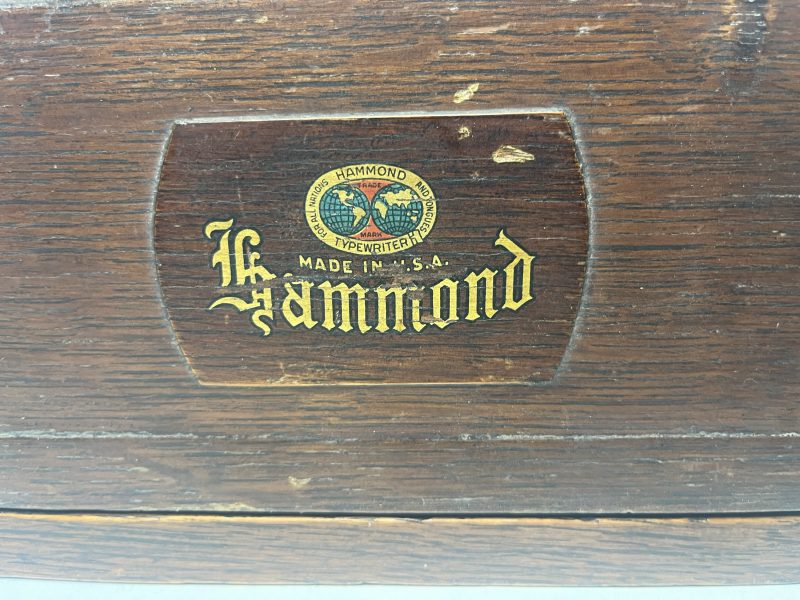 HAMMOND
FOR ALL NATIONS AND TONGUES
TRADE
MARK
TYPEWRITER
MADE IN U.S.A.
Hammond